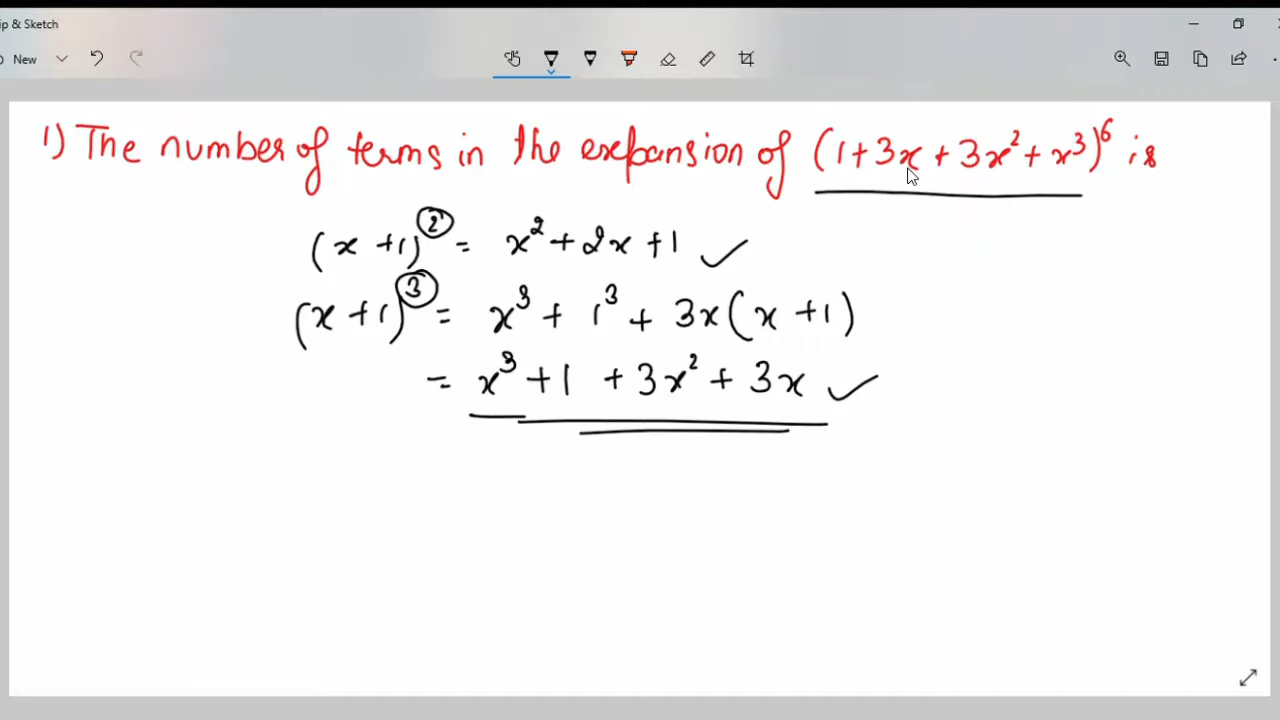 ip & Sketch
New
1) The number of terms in the expansion of (1+3x+3x²+x³)⁶ is
(x+1)² = x²+2x+1 ✓
(x+1)³ = x³+1³+3x(x+1)
= x³+1+3x²+3x ✓